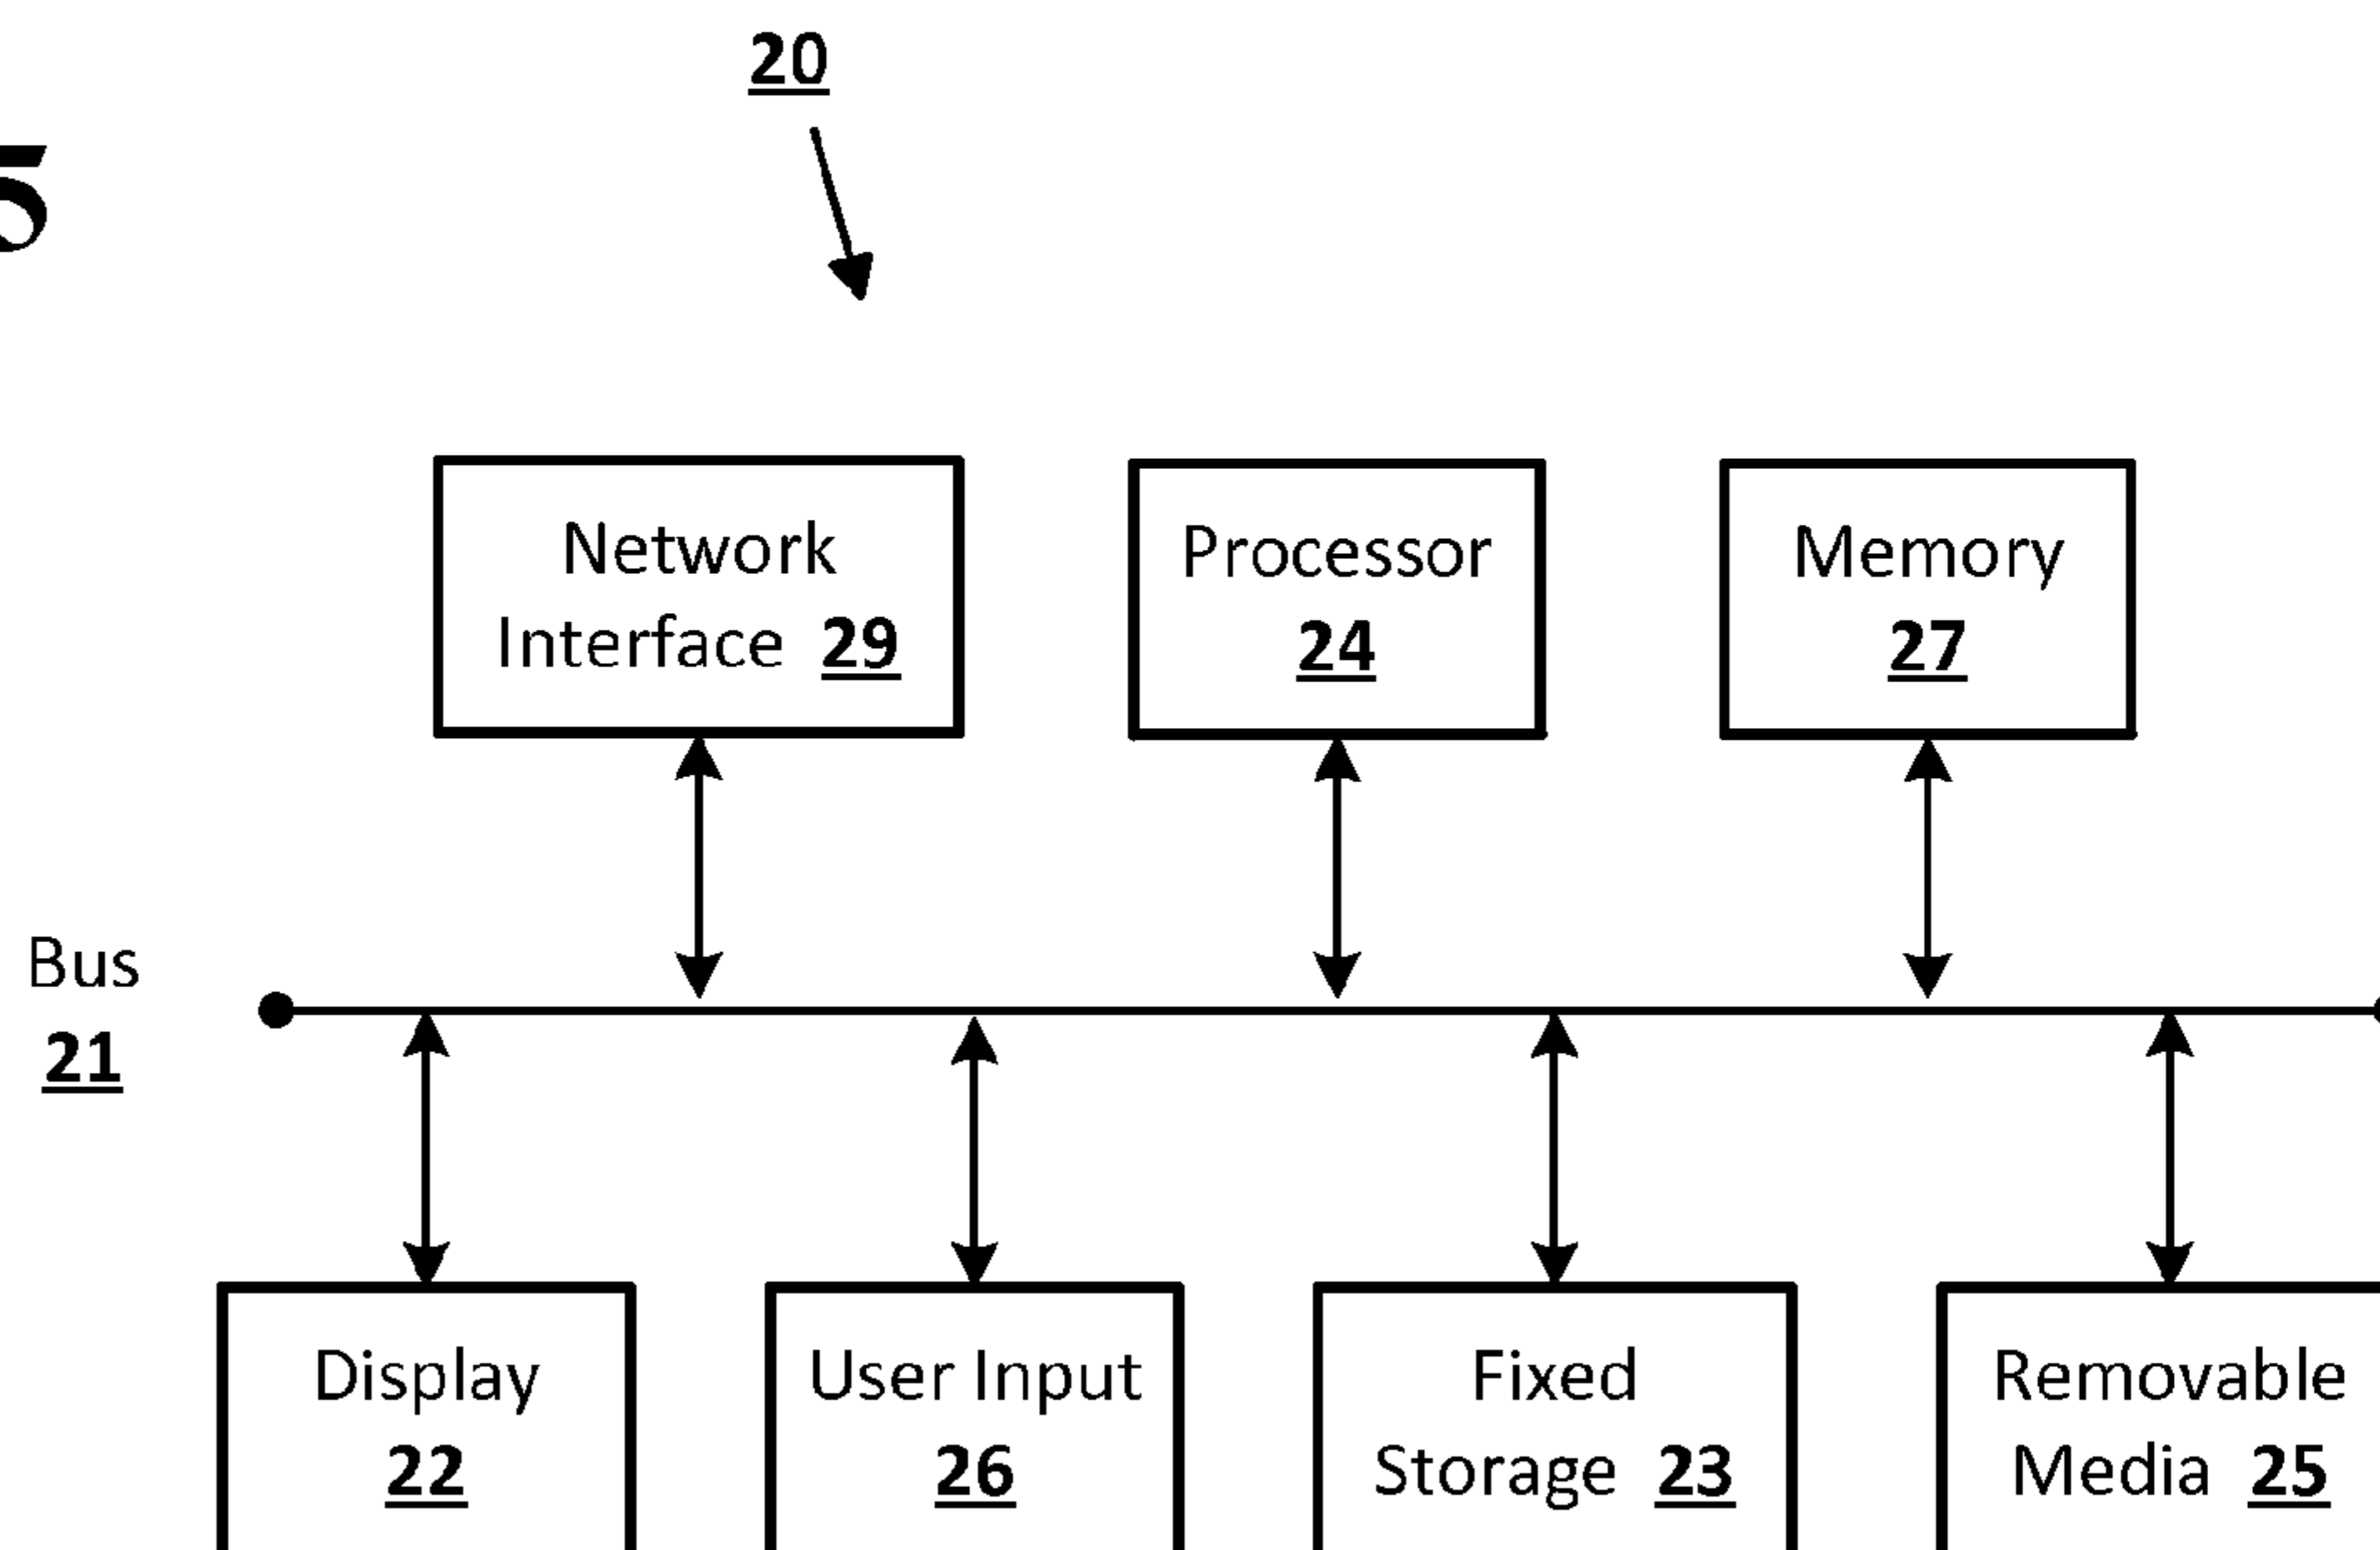 20
5
Network
Interface 29
Processor
24
Memory
27
Bus
21
Display
22
User Input
26
Fixed
Storage 23
Removable
Media 25